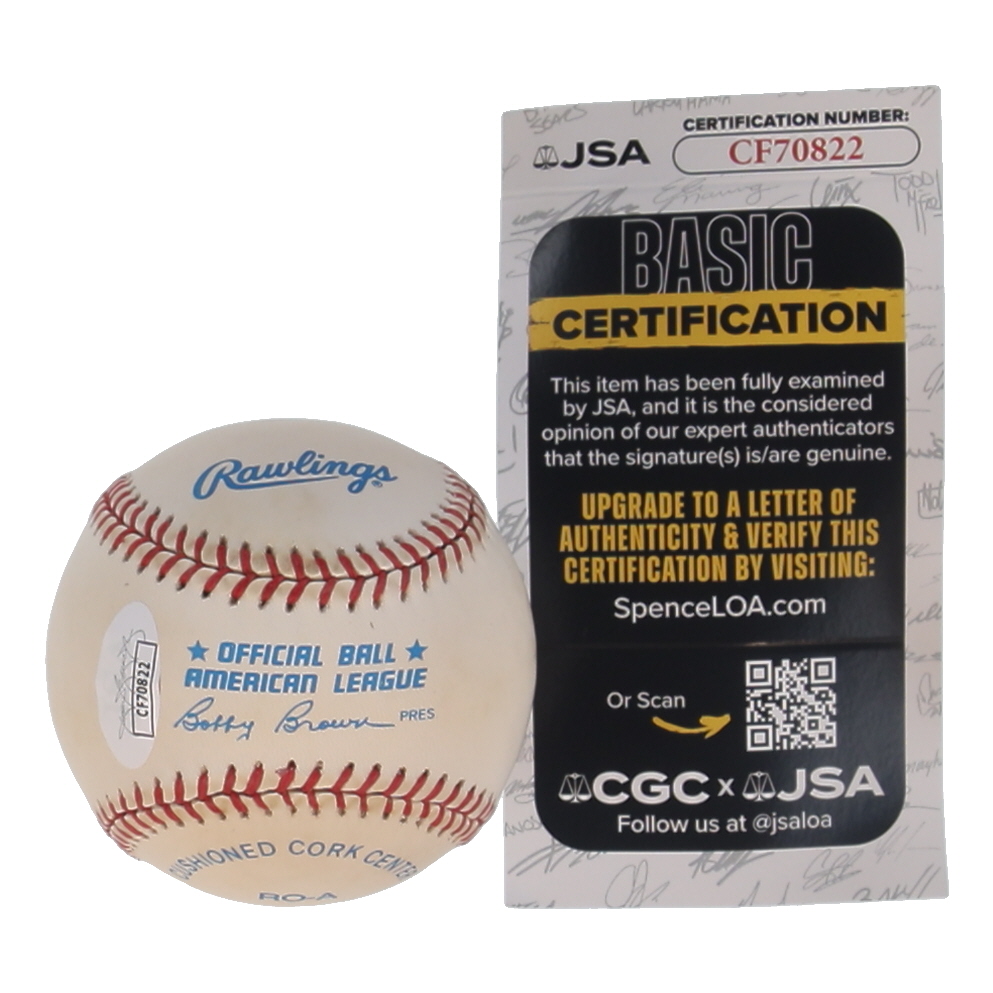 Rawlings
OFFICIAL BALL
AMERICAN LEAGUE
Bobby Brown PRES
CF70822
CUSHIONED CORK CENTE
RO-A
JSA
CERTIFICATION NUMBER:
CF70822
BASIC
CERTIFICATION
This item has been fully examined
by JSA, and it is the considered
opinion of our expert authenticators
that the signature(s) is/are genuine.
UPGRADE TO A LETTER OF
AUTHENTICITY & VERIFY THIS
CERTIFICATION BY VISITING:
SpenceLOA.com
Or Scan
CGC x JSA
Follow us at @jsaloa